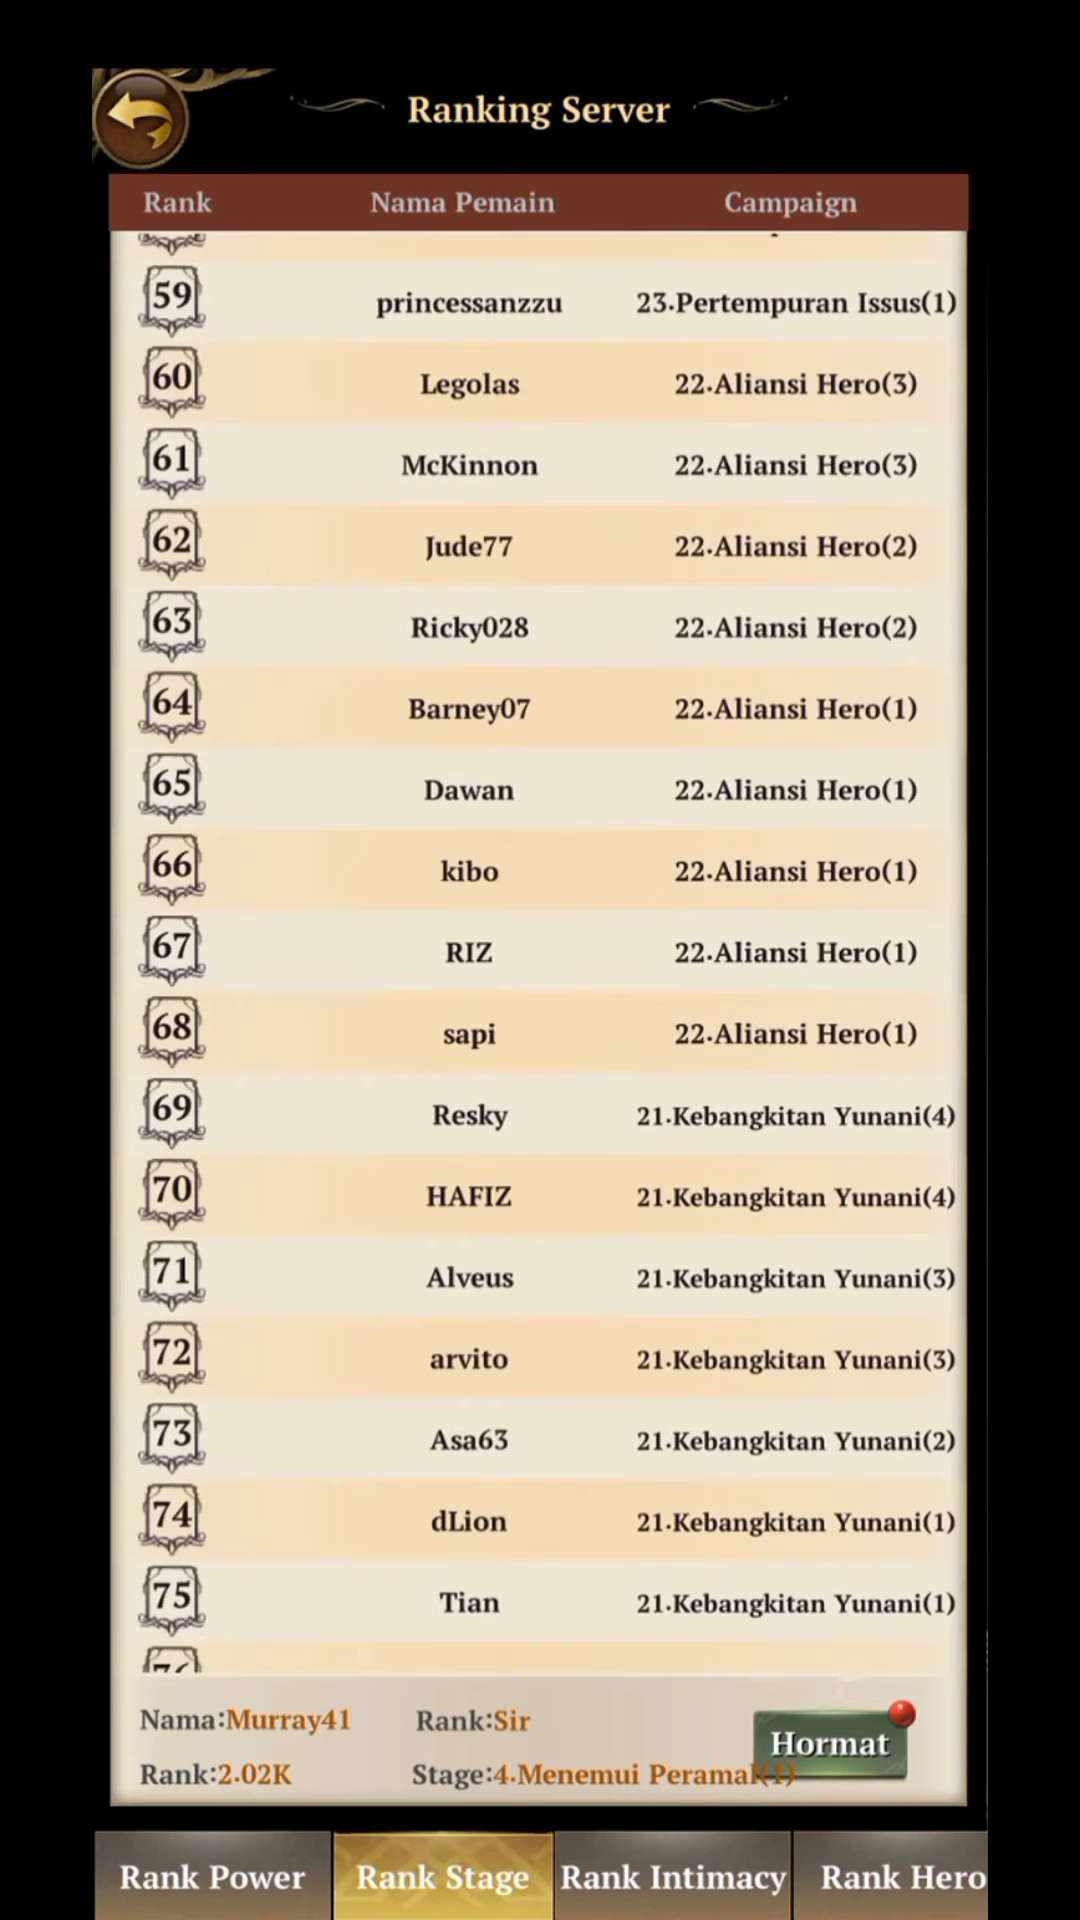 Ranking Server
Rank Nama Pemain Campaign
59 princessanzzu 23.Pertempuran Issus(1)
60 Legolas 22.Aliansi Hero(3)
61 McKinnon 22.Aliansi Hero(3)
62 Jude77 22.Aliansi Hero(2)
63 Ricky028 22.Aliansi Hero(2)
64 Barney07 22.Aliansi Hero(1)
65 Dawan 22.Aliansi Hero(1)
66 kibo 22.Aliansi Hero(1)
67 RIZ 22.Aliansi Hero(1)
68 sapi 22.Aliansi Hero(1)
69 Resky 21.Kebangkitan Yunani(4)
70 HAFIZ 21.Kebangkitan Yunani(4)
71 Alveus 21.Kebangkitan Yunani(3)
72 arvito 21.Kebangkitan Yunani(3)
73 Asa63 21.Kebangkitan Yunani(2)
74 dLion 21.Kebangkitan Yunani(1)
75 Tian 21.Kebangkitan Yunani(1)
Nama:Murray41 Rank:Sir
Hormat
Rank:2.02K Stage:4.Menemui Peramal(1)
Rank Power Rank Stage Rank Intimacy Rank Hero